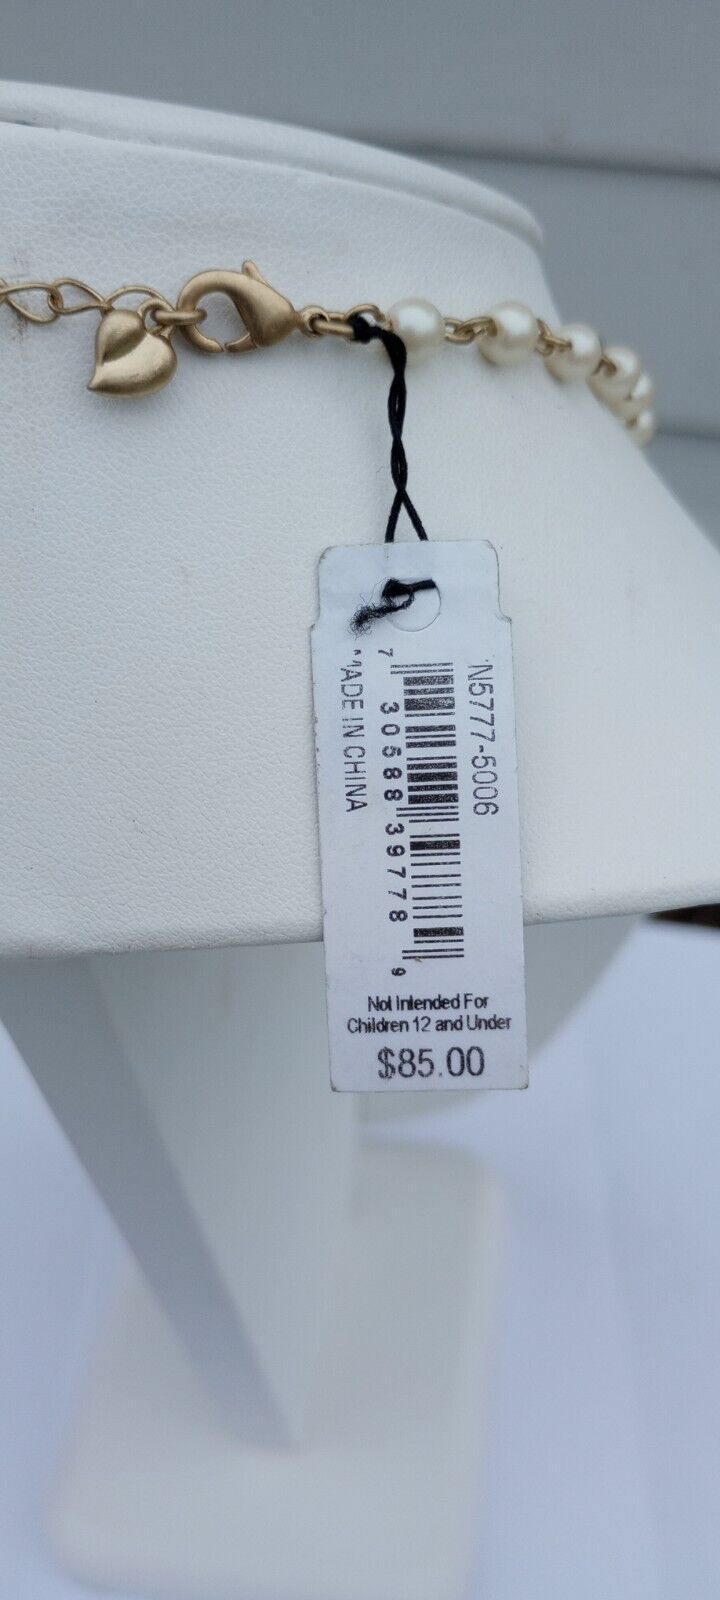 N5777-5006
7 30588 39778 9
MADE IN CHINA
Not Intended For
Children 12 and Under
$85.00